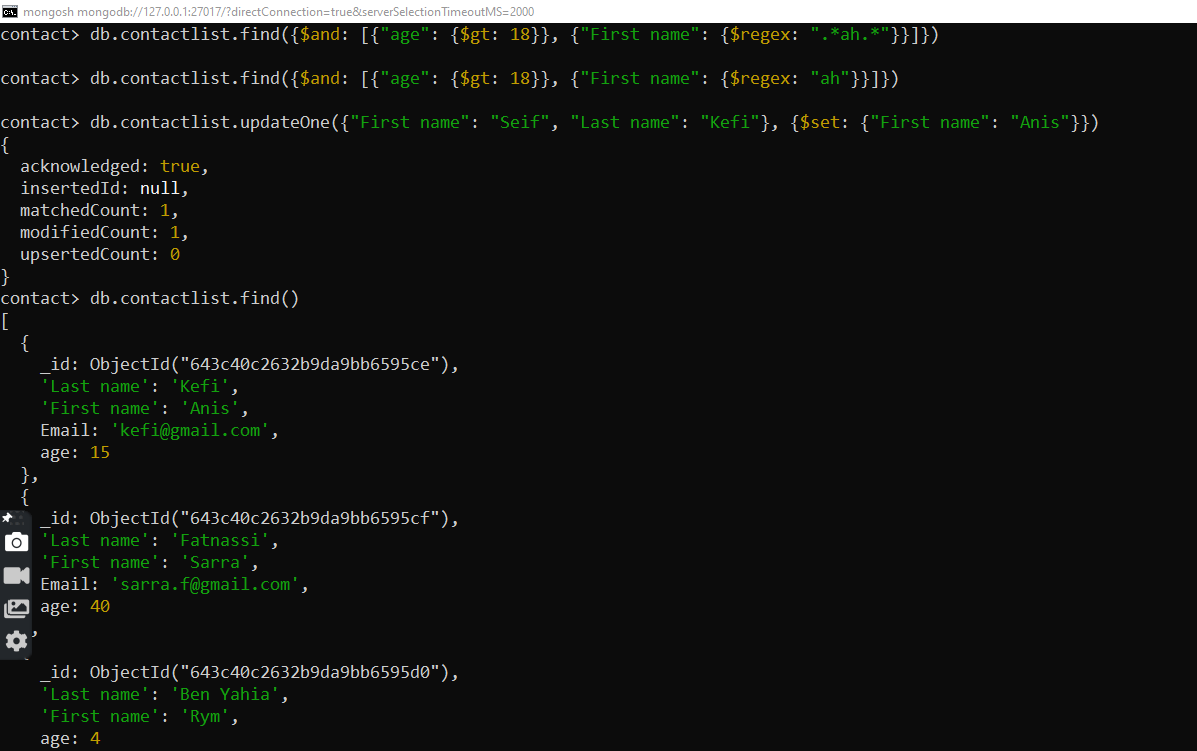 mongosh mongodb://127.0.0.1:27017/?directConnection=true&serverSelectionTimeoutMS=2000
contact> db.contactlist.find({$and: [{"age": {$gt: 18}}, {"First name": {$regex: ".*ah.*"}}]})
contact> db.contactlist.find({$and: [{"age": {$gt: 18}}, {"First name": {$regex: "ah"}}]})
contact> db.contactlist.updateOne({"First name": "Seif", "Last name": "Kefi"}, {$set: {"First name": "Anis"}})
{
  acknowledged: true,
  insertedId: null,
  matchedCount: 1,
  modifiedCount: 1,
  upsertedCount: 0
}
contact> db.contactlist.find()
[
  {
    _id: ObjectId("643c40c2632b9da9bb6595ce"),
    'Last name': 'Kefi',
    'First name': 'Anis',
    Email: 'kefi@gmail.com',
    age: 15
  },
  {
    _id: ObjectId("643c40c2632b9da9bb6595cf"),
    'Last name': 'Fatnassi',
    'First name': 'Sarra',
    Email: 'sarra.f@gmail.com',
    age: 40
   ,
    _id: ObjectId("643c40c2632b9da9bb6595d0"),
    'Last name': 'Ben Yahia',
    'First name': 'Rym',
    age: 4